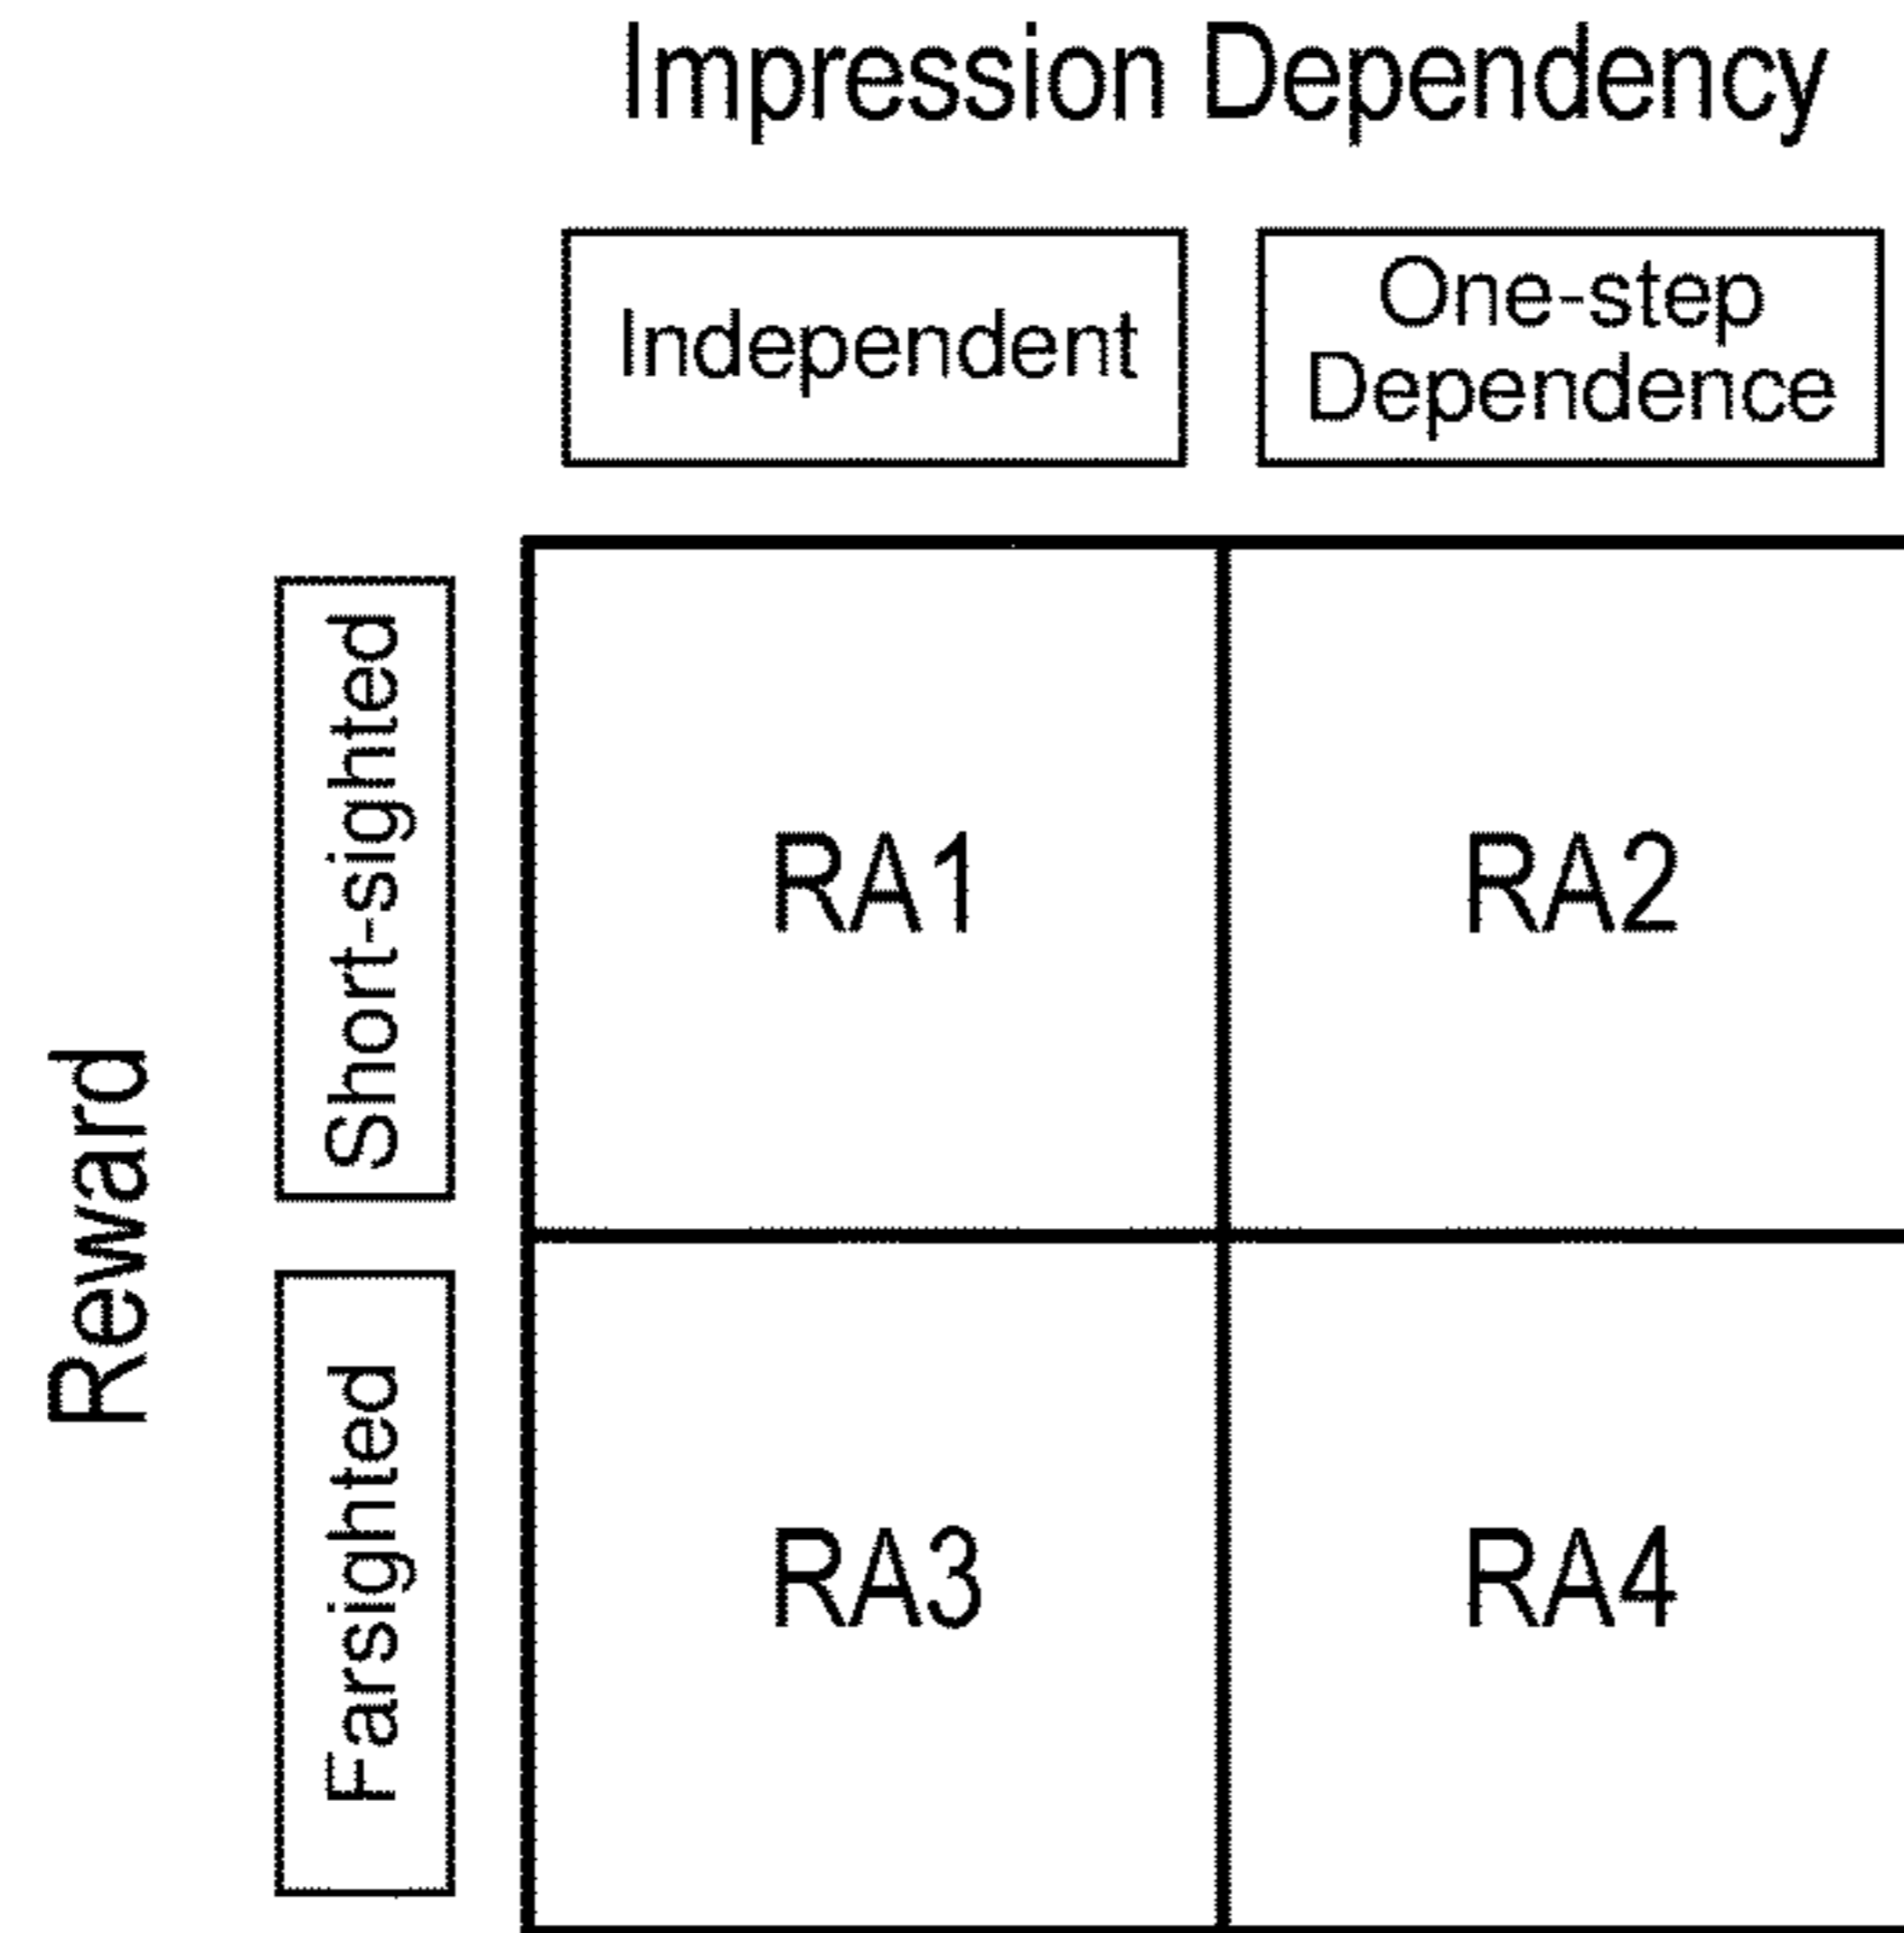 Impression Dependency
Independent
One-step
Dependence
Reward
Short-sighted
RA1
RA2
Farsighted
RA3
RA4